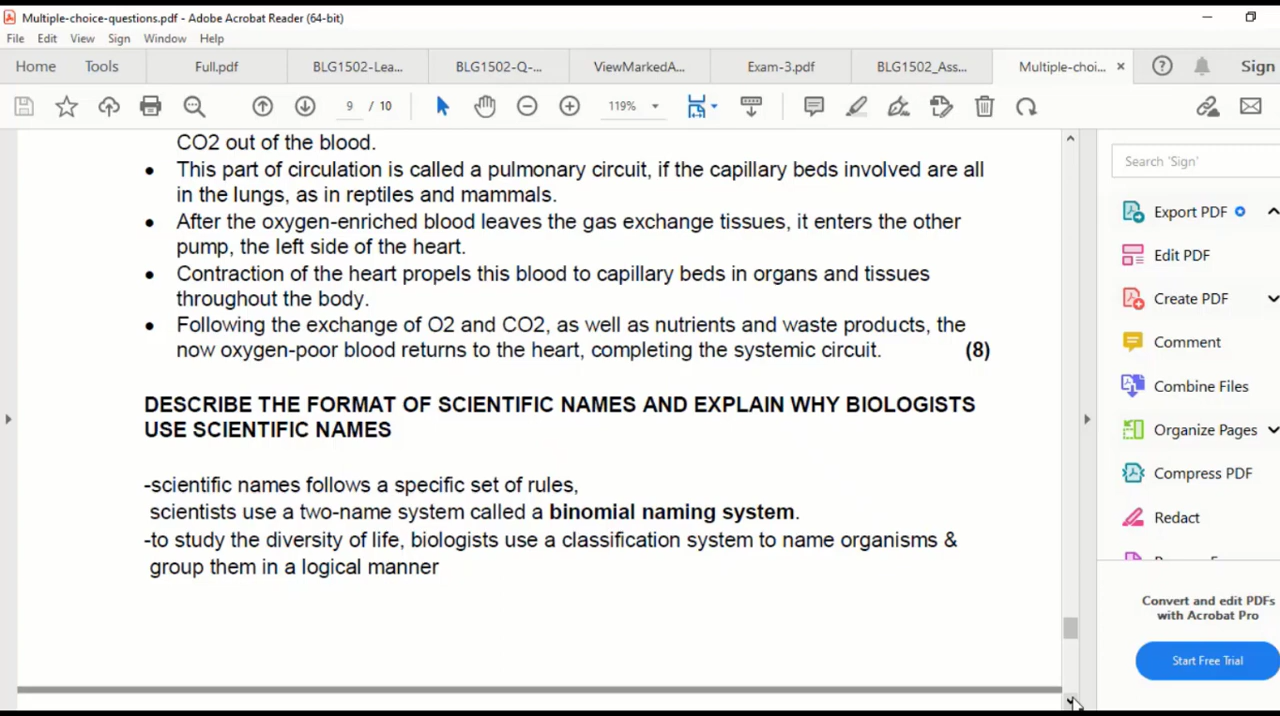 Multiple-choice-questions.pdf - Adobe Acrobat Reader (64-bit)
File Edit View Sign Window Help
Home Tools Full.pdf BLG1502-Lea... BLG1502-Q-... ViewMarkedA... Exam-3.pdf BLG1502_Ass... Multiple-choi... × Sign
9 / 10 119%
CO2 out of the blood.
• This part of circulation is called a pulmonary circuit, if the capillary beds involved are all
in the lungs, as in reptiles and mammals.
• After the oxygen-enriched blood leaves the gas exchange tissues, it enters the other
pump, the left side of the heart.
• Contraction of the heart propels this blood to capillary beds in organs and tissues
throughout the body.
• Following the exchange of O2 and CO2, as well as nutrients and waste products, the
now oxygen-poor blood returns to the heart, completing the systemic circuit. (8)
DESCRIBE THE FORMAT OF SCIENTIFIC NAMES AND EXPLAIN WHY BIOLOGISTS
USE SCIENTIFIC NAMES
-scientific names follows a specific set of rules,
scientists use a two-name system called a binomial naming system.
-to study the diversity of life, biologists use a classification system to name organisms &
group them in a logical manner
Search 'Sign'
Export PDF
Edit PDF
Create PDF
Comment
Combine Files
Organize Pages
Compress PDF
Redact
Convert and edit PDFs
with Acrobat Pro
Start Free Trial